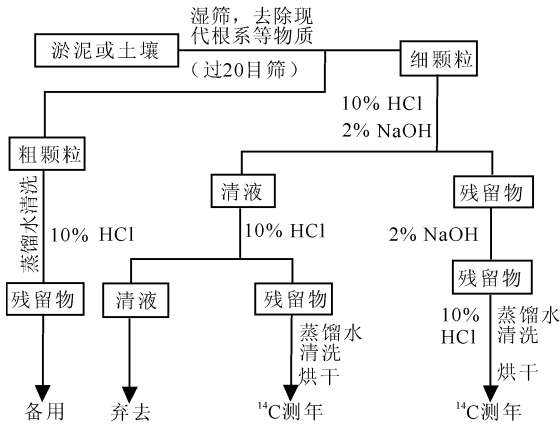 湿筛，去除现
代根系等物质
淤泥或土壤
细颗粒
（过20目筛）
10% HCl
2% NaOH
粗颗粒
清液
残留物
蒸馏水清洗
10% HCl
10% HCl
2% NaOH
残留物
清液
残留物
残留物
蒸馏水
清洗
烘干
10%
HCl
蒸馏水
清洗
烘干
备用
弃去
¹⁴C测年
¹⁴C测年